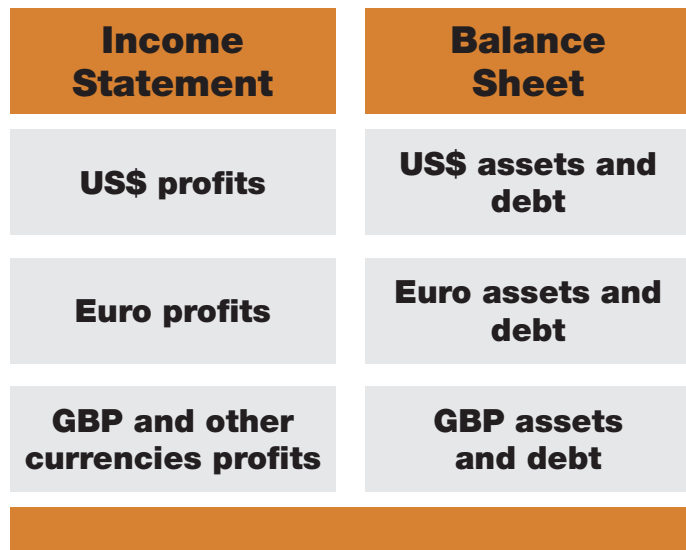 Income
Statement
Balance
Sheet
US$ profits
US$ assets and
debt
Euro profits
Euro assets and
debt
GBP and other
currencies profits
GBP assets
and debt